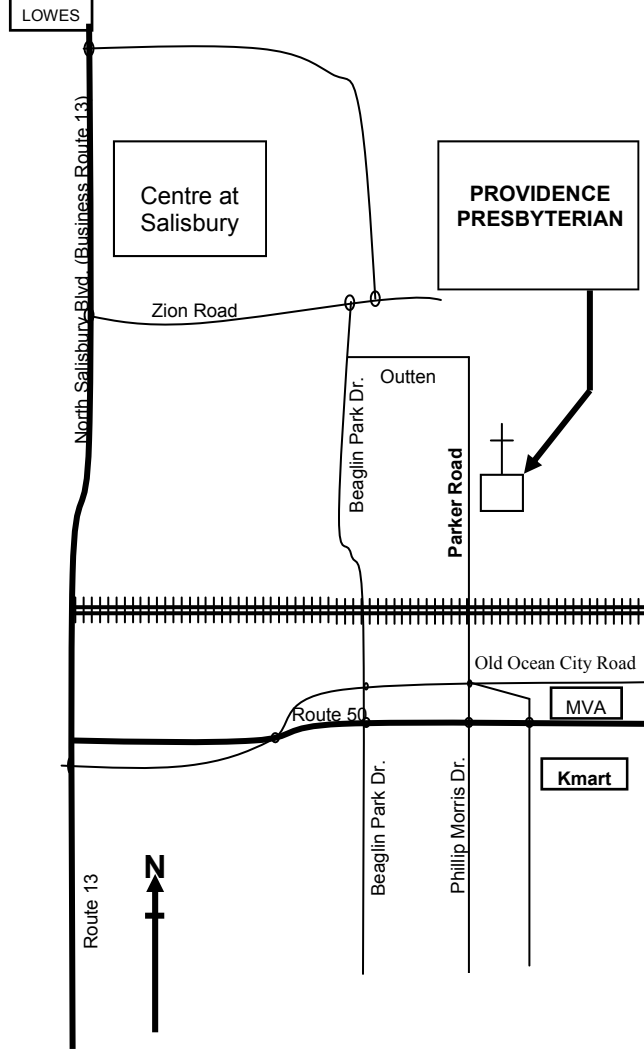 LOWES
North Salisbury Blvd. (Business Route 13)
Centre at
Salisbury
PROVIDENCE
PRESBYTERIAN
Zion Road
Outten
Beaglin Park Dr.
Parker Road
Old Ocean City Road
MVA
Route 50
Kmart
Beaglin Park Dr.
Phillip Morris Dr.
N
Route 13